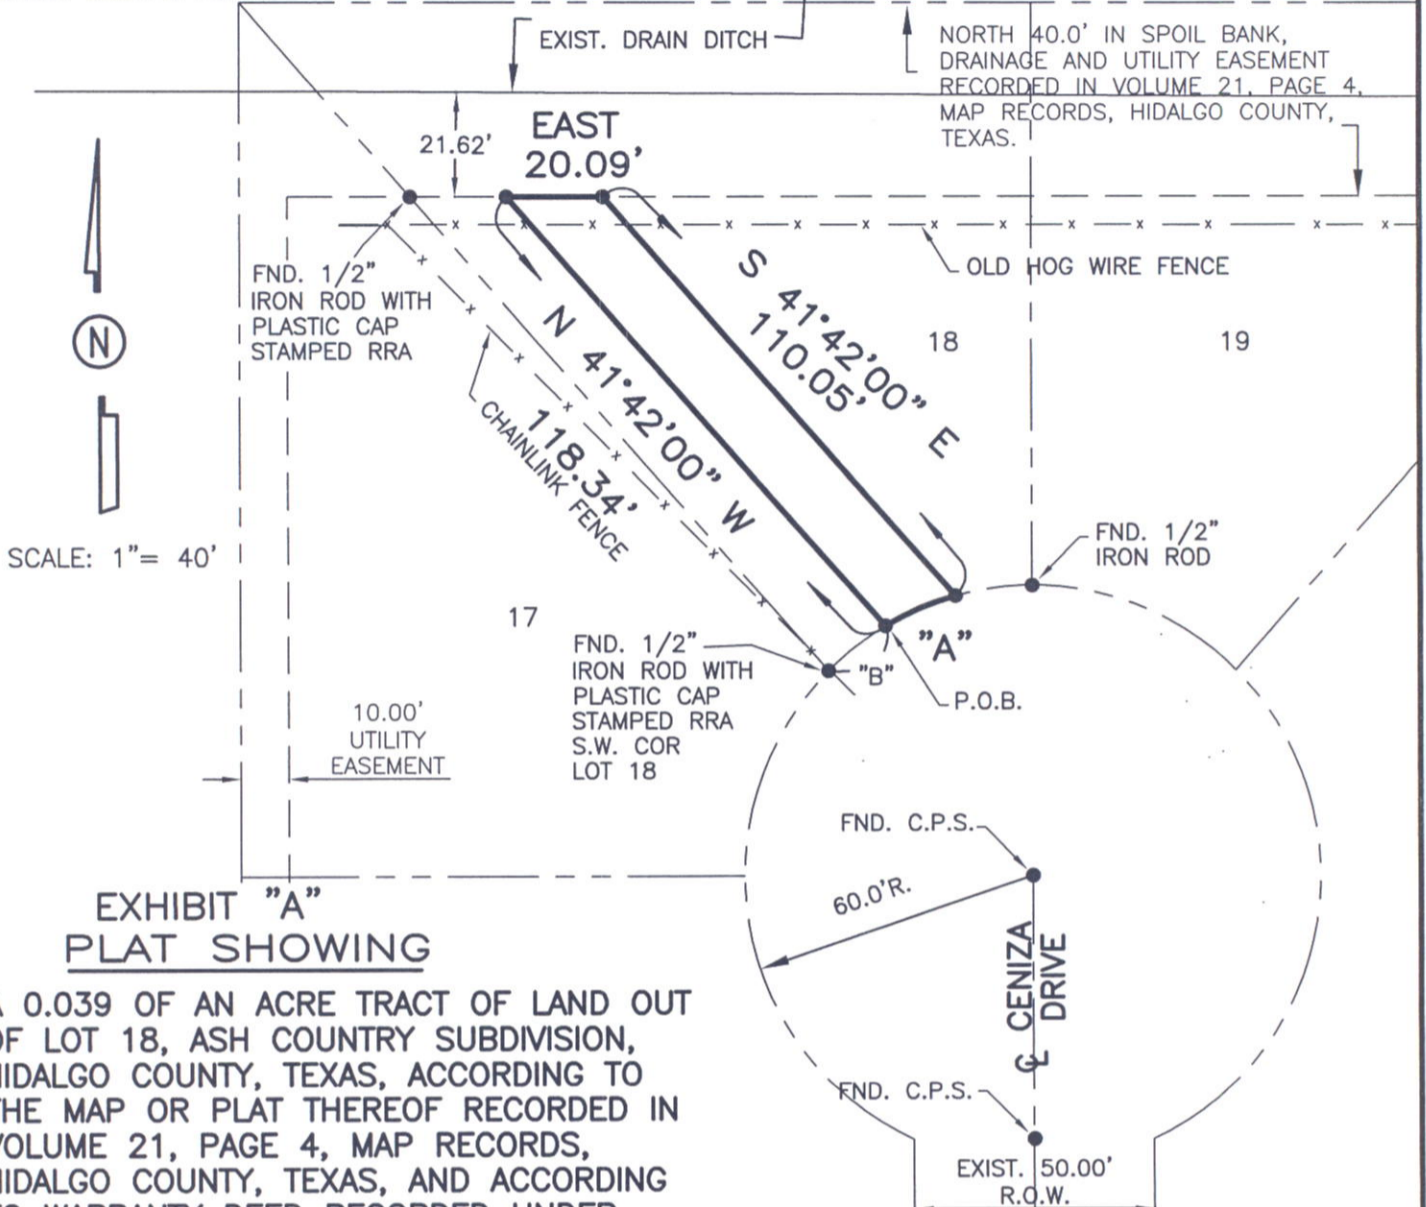 EXIST. DRAIN DITCH
NORTH 40.0' IN SPOIL BANK,
DRAINAGE AND UTILITY EASEMENT
RECORDED IN VOLUME 21, PAGE 4,
MAP RECORDS, HIDALGO COUNTY,
TEXAS.
21.62'
EAST
20.09'
FND. 1/2"
IRON ROD WITH
PLASTIC CAP
STAMPED RRA
OLD HOG WIRE FENCE
S 41°42'00" E
110.05'
N 41°42'00" W
118.34'
CHAINLINK FENCE
18
19
N
SCALE: 1"= 40'
FND. 1/2"
IRON ROD
17
FND. 1/2"
IRON ROD WITH
PLASTIC CAP
STAMPED RRA
S.W. COR
LOT 18
"A"
"B"
P.O.B.
10.00'
UTILITY
EASEMENT
FND. C.P.S.
60.0'R.
℄ CENIZA
DRIVE
FND. C.P.S.
EXIST. 50.00'
R.O.W.
EXHIBIT "A"
PLAT SHOWING
A 0.039 OF AN ACRE TRACT OF LAND OUT
OF LOT 18, ASH COUNTRY SUBDIVISION,
HIDALGO COUNTY, TEXAS, ACCORDING TO
THE MAP OR PLAT THEREOF RECORDED IN
VOLUME 21, PAGE 4, MAP RECORDS,
HIDALGO COUNTY, TEXAS, AND ACCORDING
TO WARRANTY DEED RECORDED UNDER